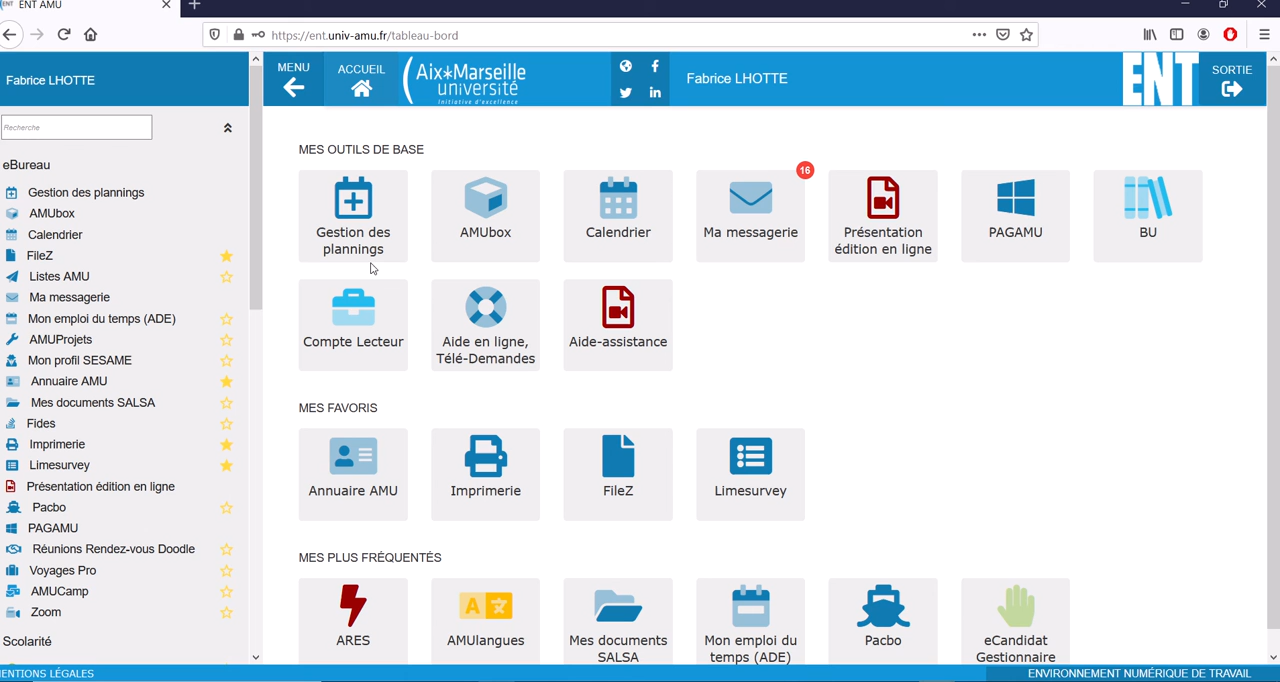 ENT AMU
https://ent.univ-amu.fr/tableau-bord
Fabrice LHOTTE
MENU
ACCUEIL
Aix*Marseille
université
Initiative d'excellence
Fabrice LHOTTE
ENT
SORTIE
Recherche
eBureau
Gestion des plannings
AMUbox
Calendrier
FileZ
Listes AMU
Ma messagerie
Mon emploi du temps (ADE)
AMUProjets
Mon profil SESAME
Annuaire AMU
Mes documents SALSA
Fides
Imprimerie
Limesurvey
Présentation édition en ligne
Pacbo
PAGAMU
Réunions Rendez-vous Doodle
Voyages Pro
AMUCamp
Zoom
Scolarité
MES OUTILS DE BASE
Gestion des
plannings
AMUbox
Calendrier
16
Ma messagerie
Présentation
édition en ligne
PAGAMU
BU
Compte Lecteur
Aide en ligne,
Télé-Demandes
Aide-assistance
MES FAVORIS
Annuaire AMU
Imprimerie
FileZ
Limesurvey
MES PLUS FRÉQUENTÉS
ARES
A
AMUlangues
Mes documents
SALSA
Mon emploi du
temps (ADE)
Pacbo
eCandidat
Gestionnaire
ENTIONS LÉGALES
ENVIRONNEMENT NUMÉRIQUE DE TRAVAIL